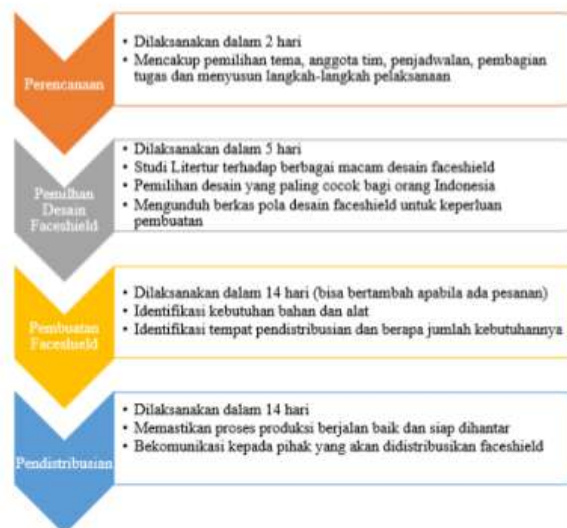 Perencanaan
• Dilaksanakan dalam 2 hari
• Mencakup pemilihan tema, anggota tim, penjadwalan, pembagian
tugas dan menyusun langkah-langkah pelaksanaan
Pemilhan
Desain
Faceshield
• Dilaksanakan dalam 5 hari
• Studi Litertur terhadap berbagai macam desain faceshield
• Pemilihan desain yang paling cocok bagi orang Indonesia
• Mengunduh berkas pola desain faceshield untuk keperluan
pembuatan
Pembuatan
Faceshield
• Dilaksanakan dalam 14 hari (bisa bertambah apabila ada pesanan)
• Identifikasi kebutuhan bahan dan alat
• Identifikasi tempat pendistribusian dan berapa jumlah kebutuhannya
Pendistribusian
• Dilaksanakan dalam 14 hari
• Memastikan proses produksi berjalan baik dan siap dihantar
• Bekomunikasi kepada pihak yang akan didistribusikan faceshield